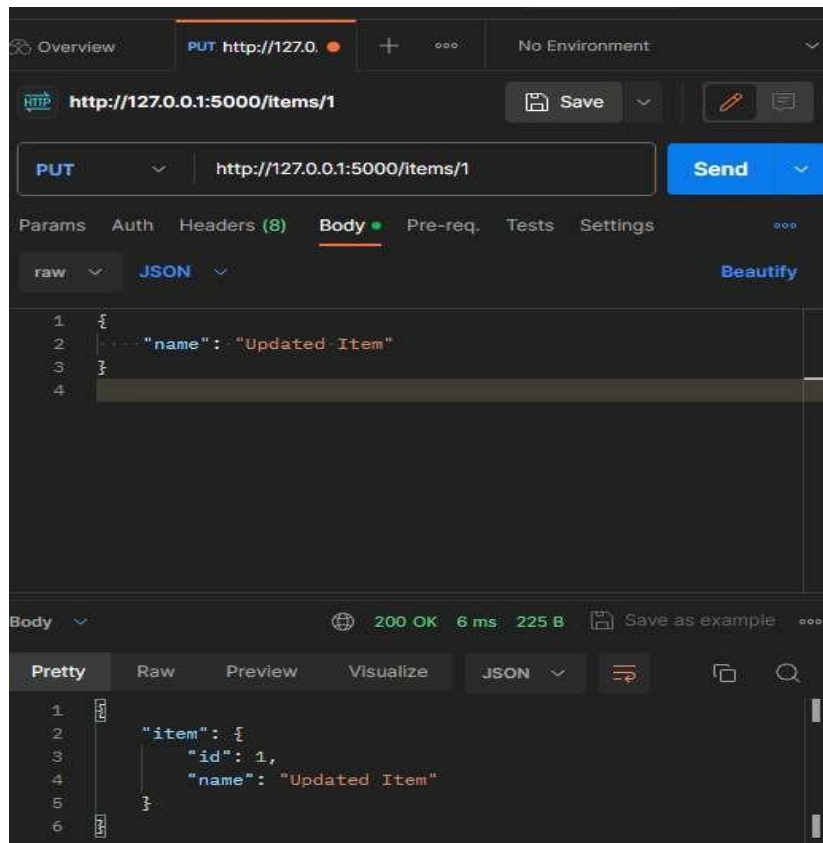 Overview PUT http://127.0. No Environment
HTTP http://127.0.0.1:5000/items/1 Save
PUT http://127.0.0.1:5000/items/1 Send
Params Auth Headers (8) Body Pre-req. Tests Settings
raw JSON Beautify
1 {
2 "name": "Updated Item"
3 }
4
Body 200 OK 6 ms 225 B Save as example
Pretty Raw Preview Visualize JSON
1 {
2 "item": {
3 "id": 1,
4 "name": "Updated Item"
5 }
6 }